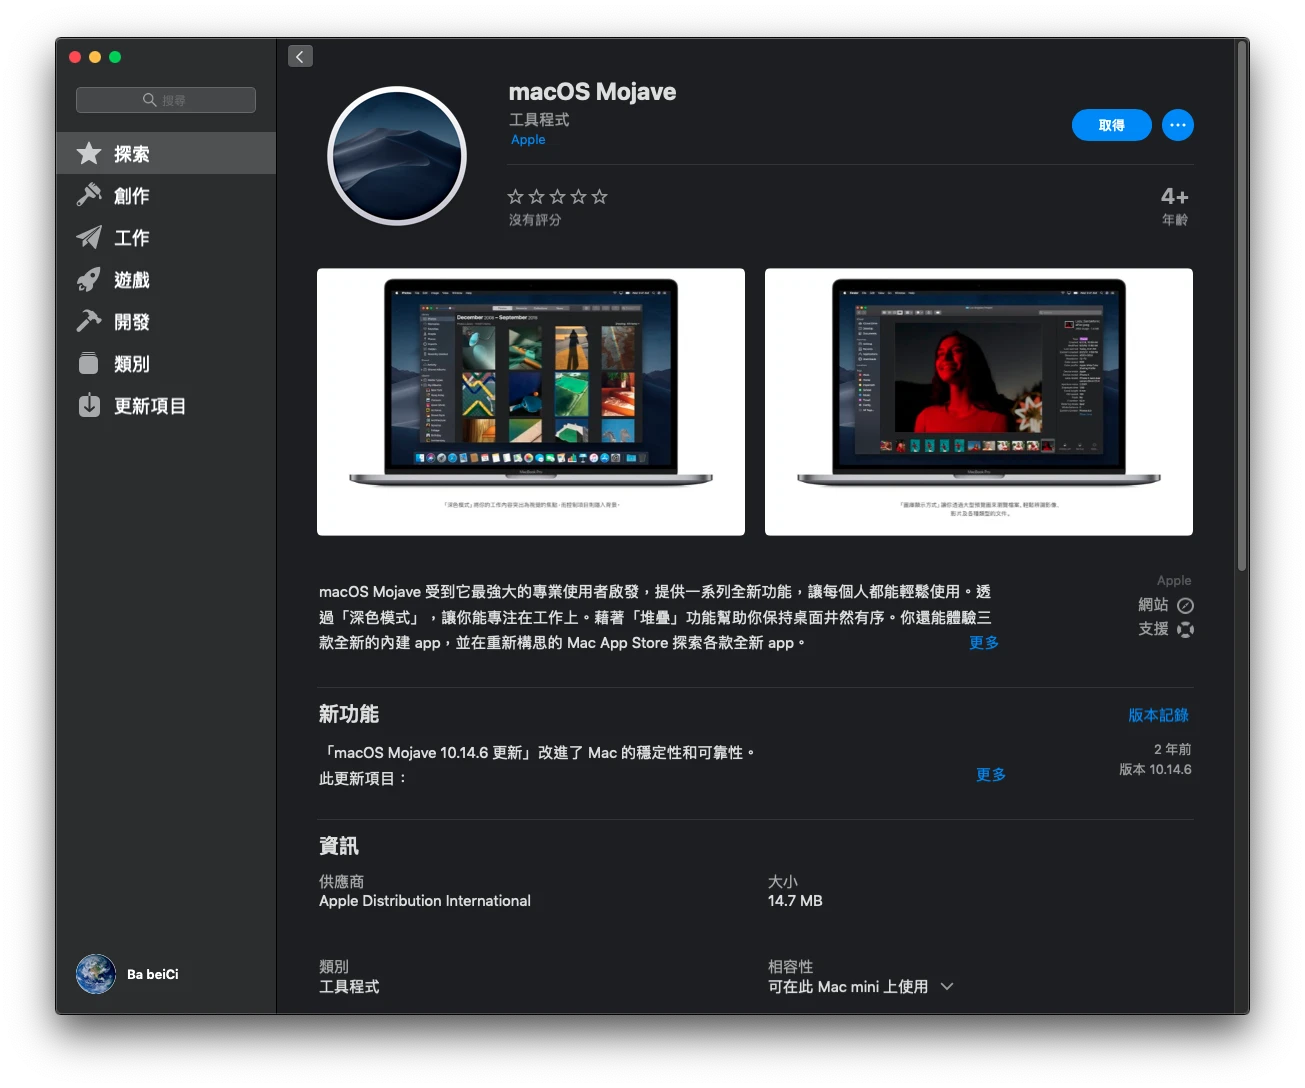 搜尋
探索
創作
工作
遊戲
開發
類別
更新項目
Ba beiCi
macOS Mojave
工具程式
Apple
取得
沒有評分
4+
年齡
December 2016 – September 2018
MacBook Pro
MacBook Pro
macOS Mojave 受到它最強大的專業使用者啟發，提供一系列全新功能，讓每個人都能輕鬆使用。透
過「深色模式」，讓你能專注在工作上。藉著「堆疊」功能幫助你保持桌面井然有序。你還能體驗三
款全新的內建 app，並在重新構思的 Mac App Store 探索各款全新 app。
更多
Apple
網站
支援
新功能
版本記錄
「macOS Mojave 10.14.6 更新」改進了 Mac 的穩定性和可靠性。
此更新項目：
更多
2 年前
版本 10.14.6
資訊
供應商
Apple Distribution International
大小
14.7 MB
類別
工具程式
相容性
可在此 Mac mini 上使用